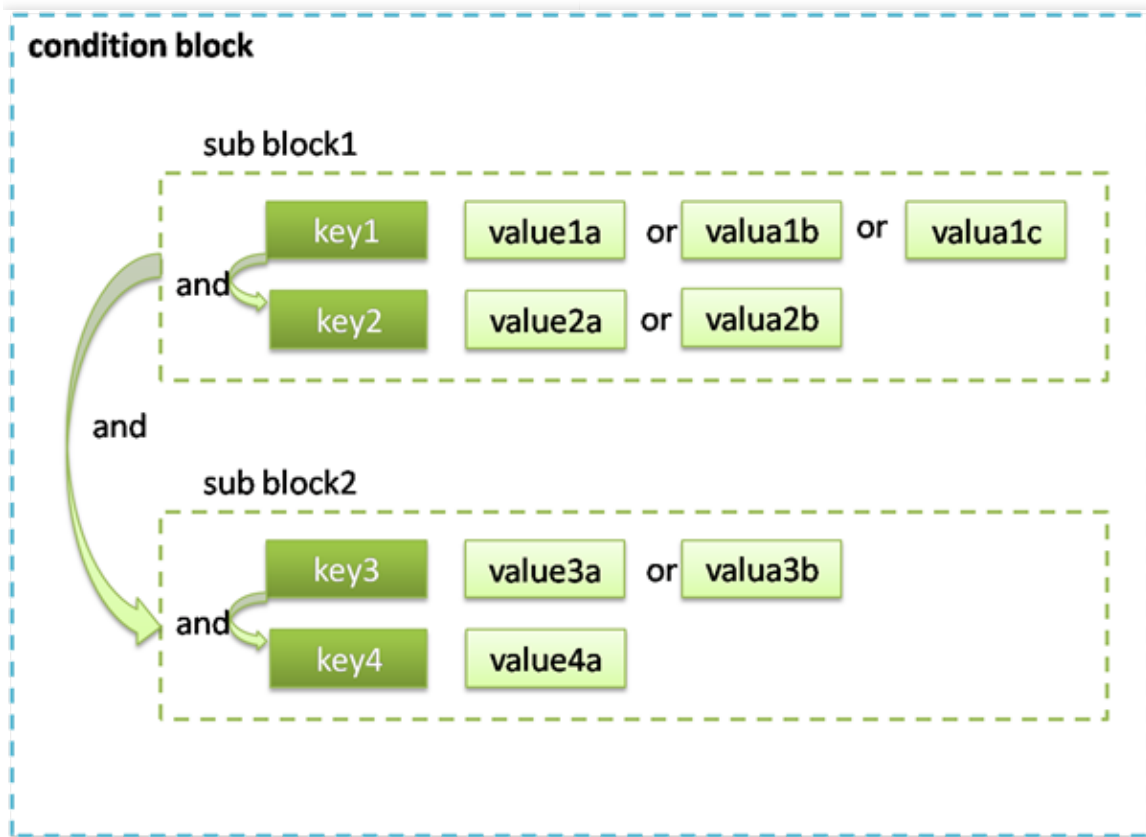 condition block
sub block1
key1 value1a or valua1b or valua1c
and
key2 value2a or valua2b
and
sub block2
key3 value3a or valua3b
and
key4 value4a